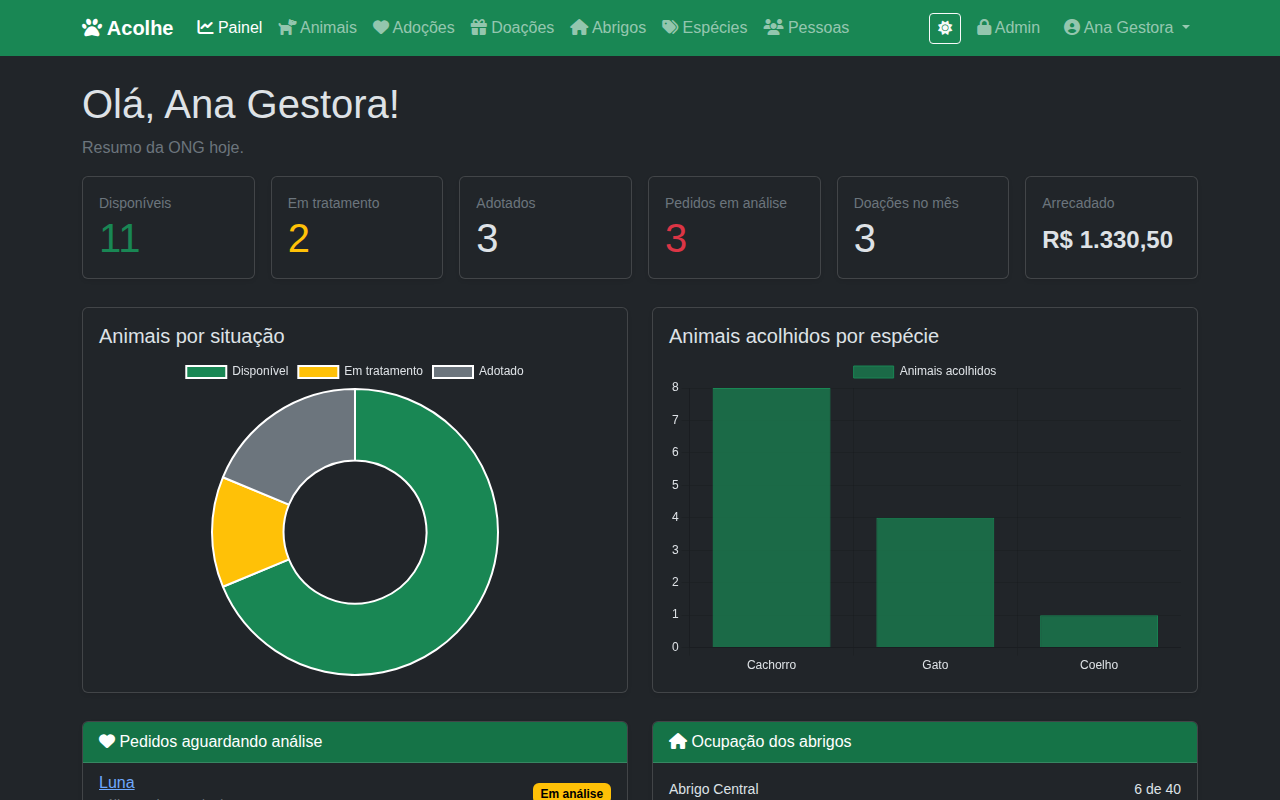 Acolhe Painel Animais Adoções Doações Abrigos Espécies Pessoas Admin Ana Gestora
Olá, Ana Gestora!
Resumo da ONG hoje.
Disponíveis
11
Em tratamento
2
Adotados
3
Pedidos em análise
3
Doações no mês
3
Arrecadado
R$ 1.330,50
Animais por situação
Disponível Em tratamento Adotado
Animais acolhidos por espécie
Animais acolhidos
8
7
6
5
4
3
2
1
0
Cachorro Gato Coelho
Pedidos aguardando análise
Luna
Em análise
Ocupação dos abrigos
Abrigo Central 6 de 40